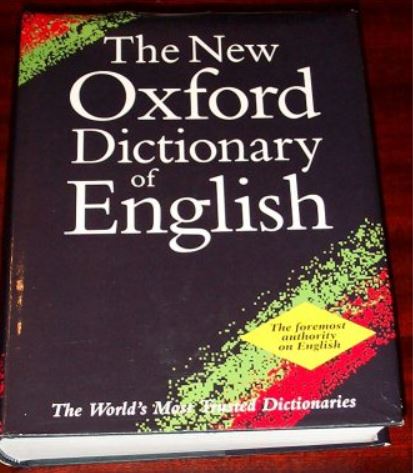 The New
Oxford
Dictionary
of
English
The foremost
authority
on English
The World's Most Trusted Dictionaries